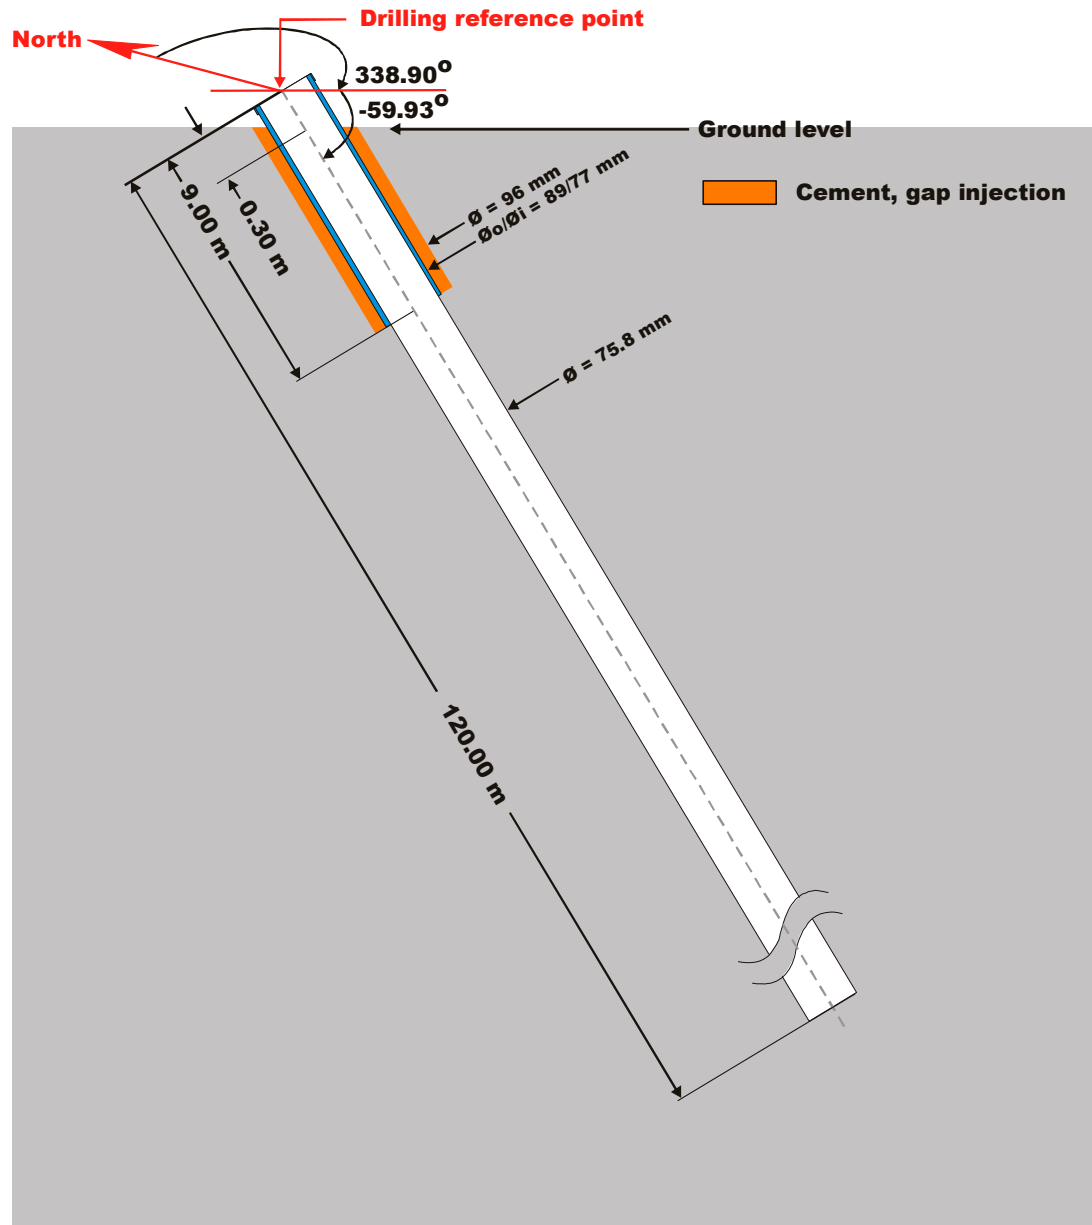 Drilling reference point
North
338.90°
-59.93°
Ground level
Ø = 96 mm
Øo/Øi = 89/77 mm
Cement, gap injection
9.00 m
0.30 m
Ø = 75.8 mm
120.00 m